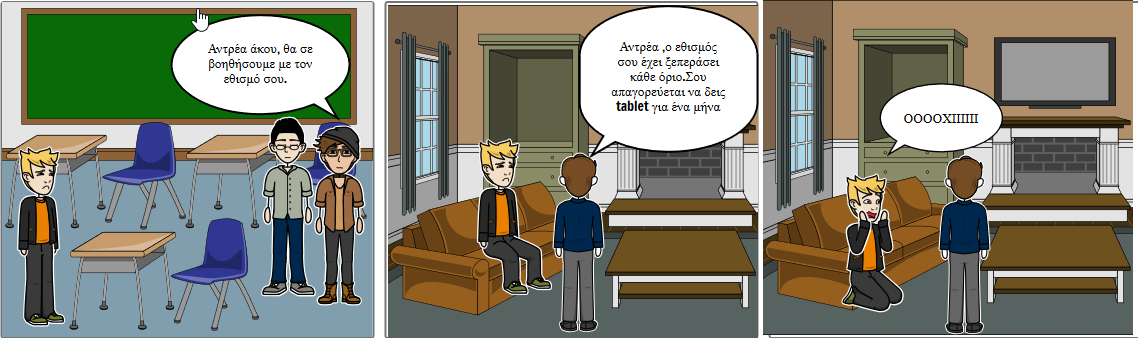 Αντρέα άκου, θα σε
βοηθήσουμε με τον
εθισμό σου.
Αντρέα ,ο εθισμός
σου έχει ξεπεράσει
κάθε όριο.Σου
απαγορεύεται να δεις
tablet για ένα μήνα
ΟΟΟΟΧΙΙΙΙΙΙ